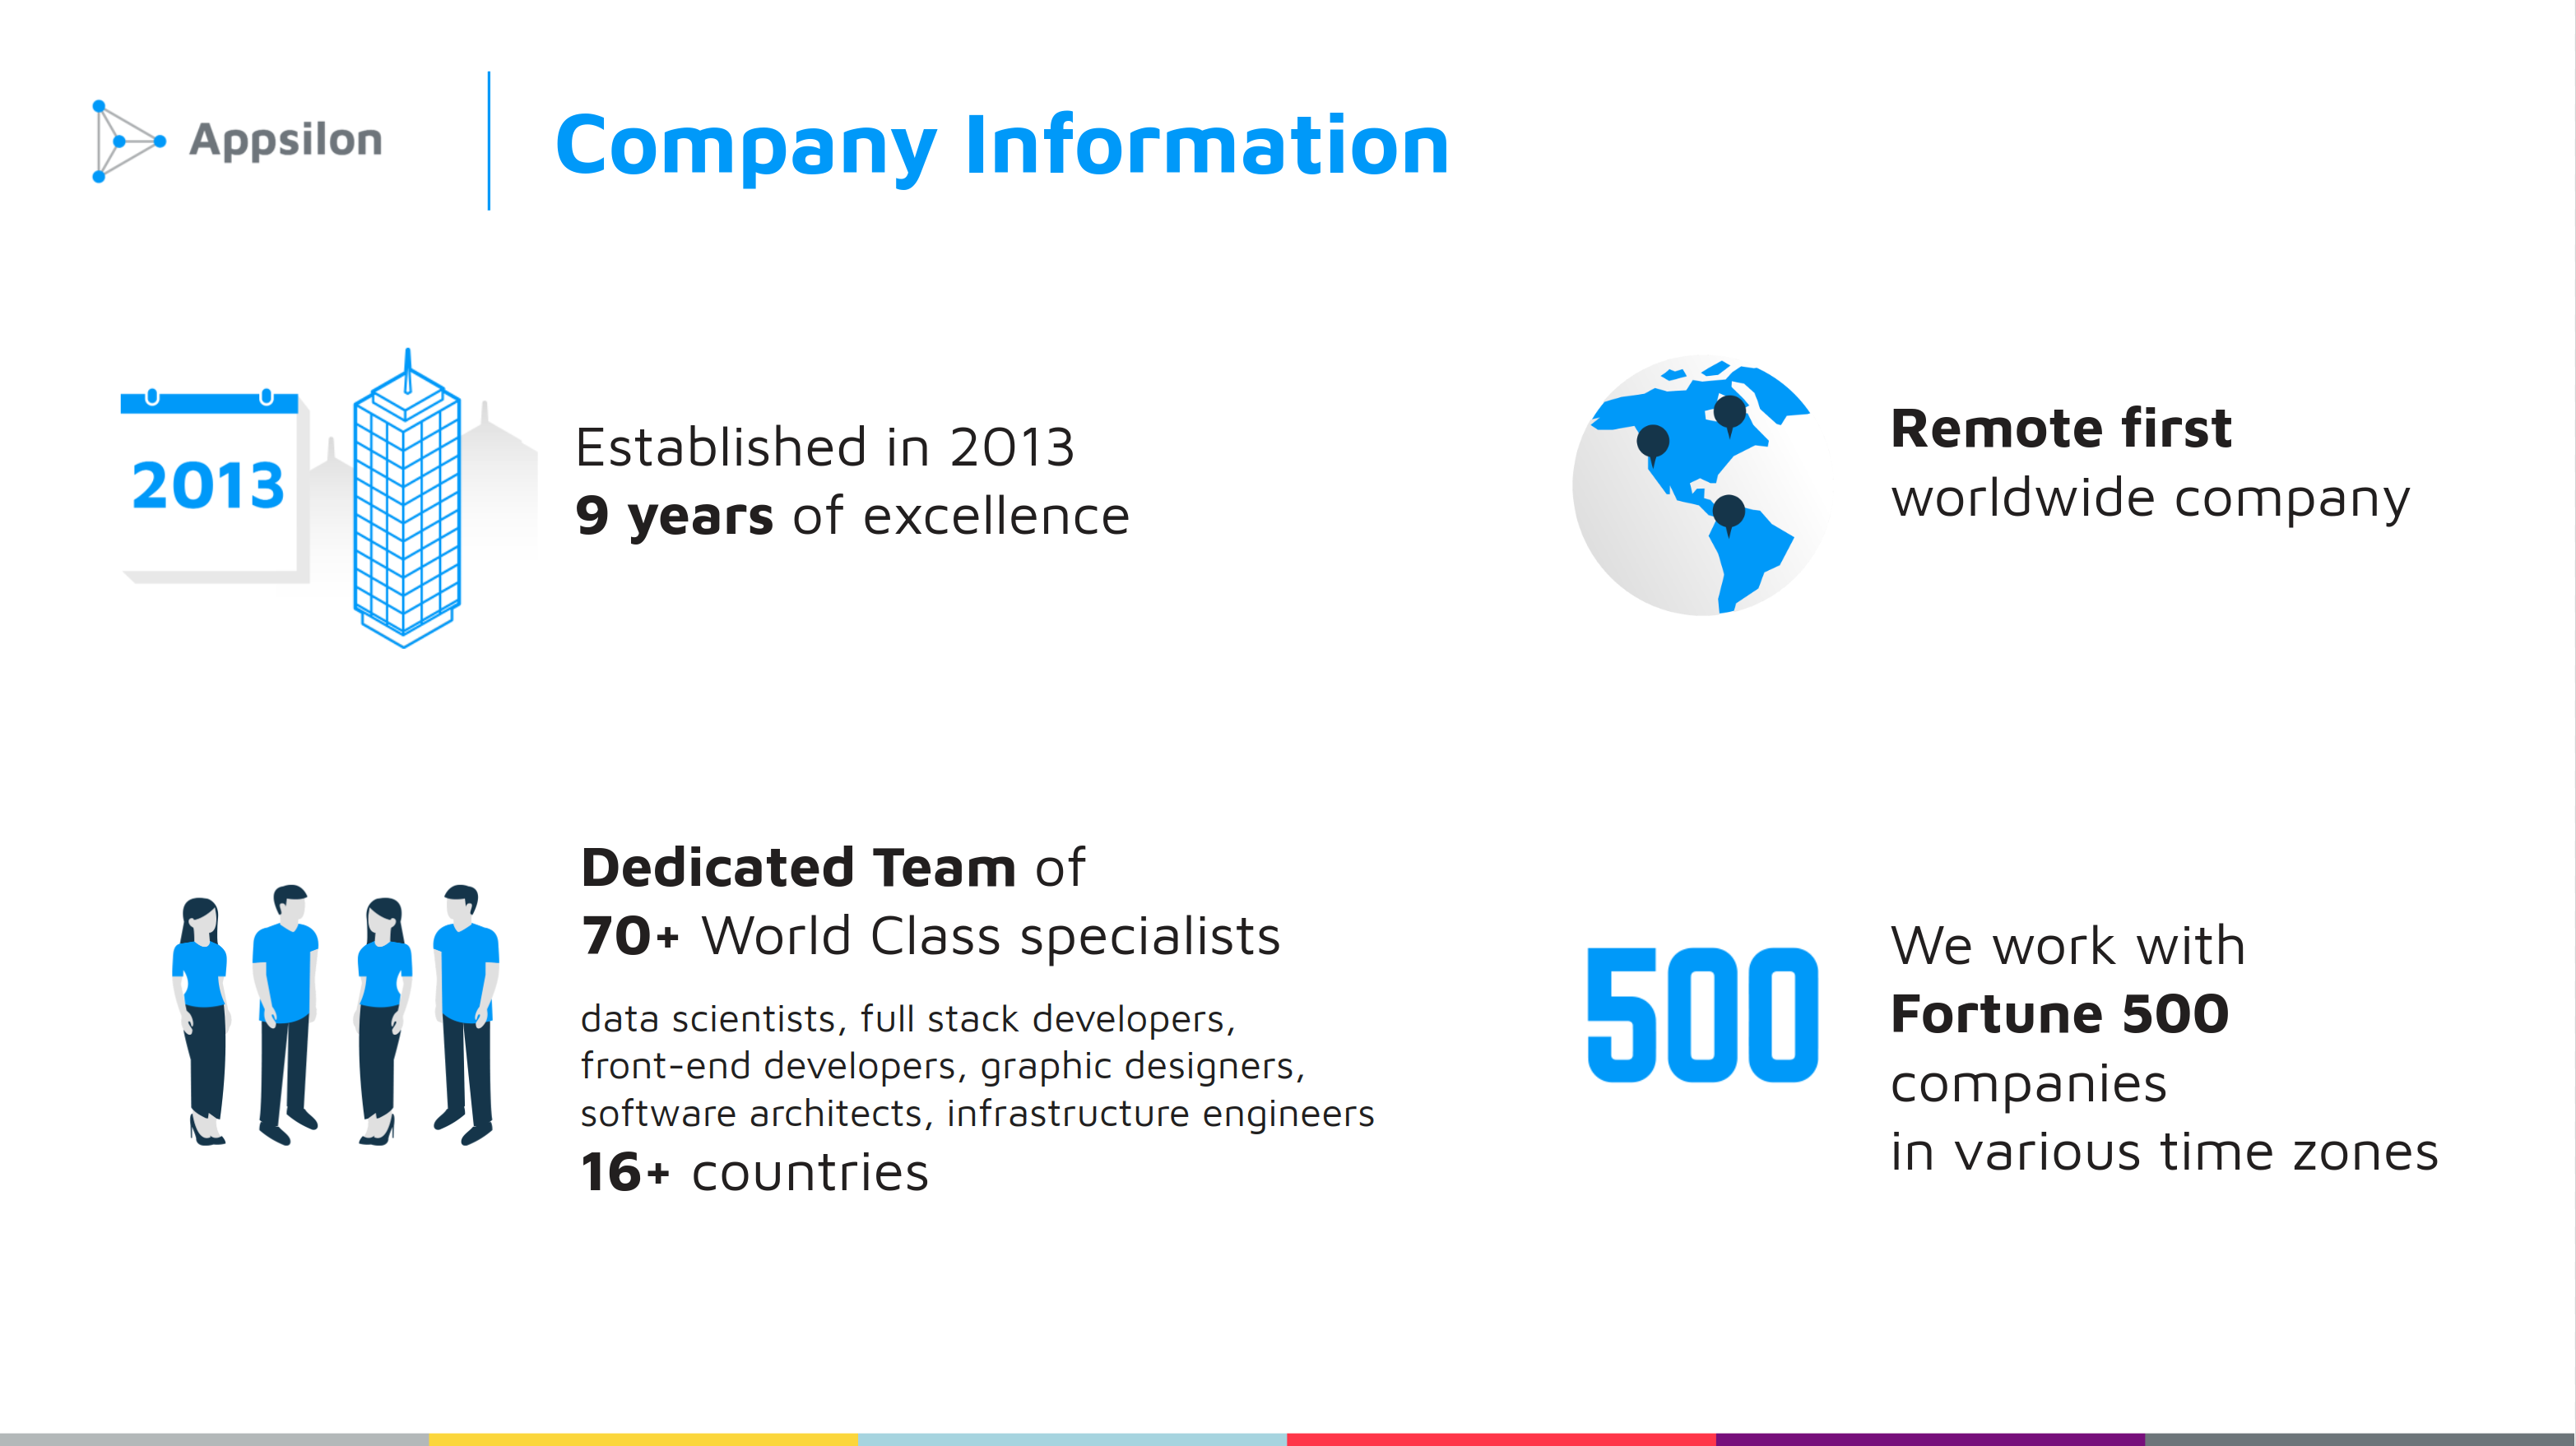 Appsilon
Company Information
2013
Established in 2013
9 years of excellence
Remote first
worldwide company
Dedicated Team of
70+ World Class specialists
data scientists, full stack developers,
front-end developers, graphic designers,
software architects, infrastructure engineers
16+ countries
500
We work with
Fortune 500
companies
in various time zones